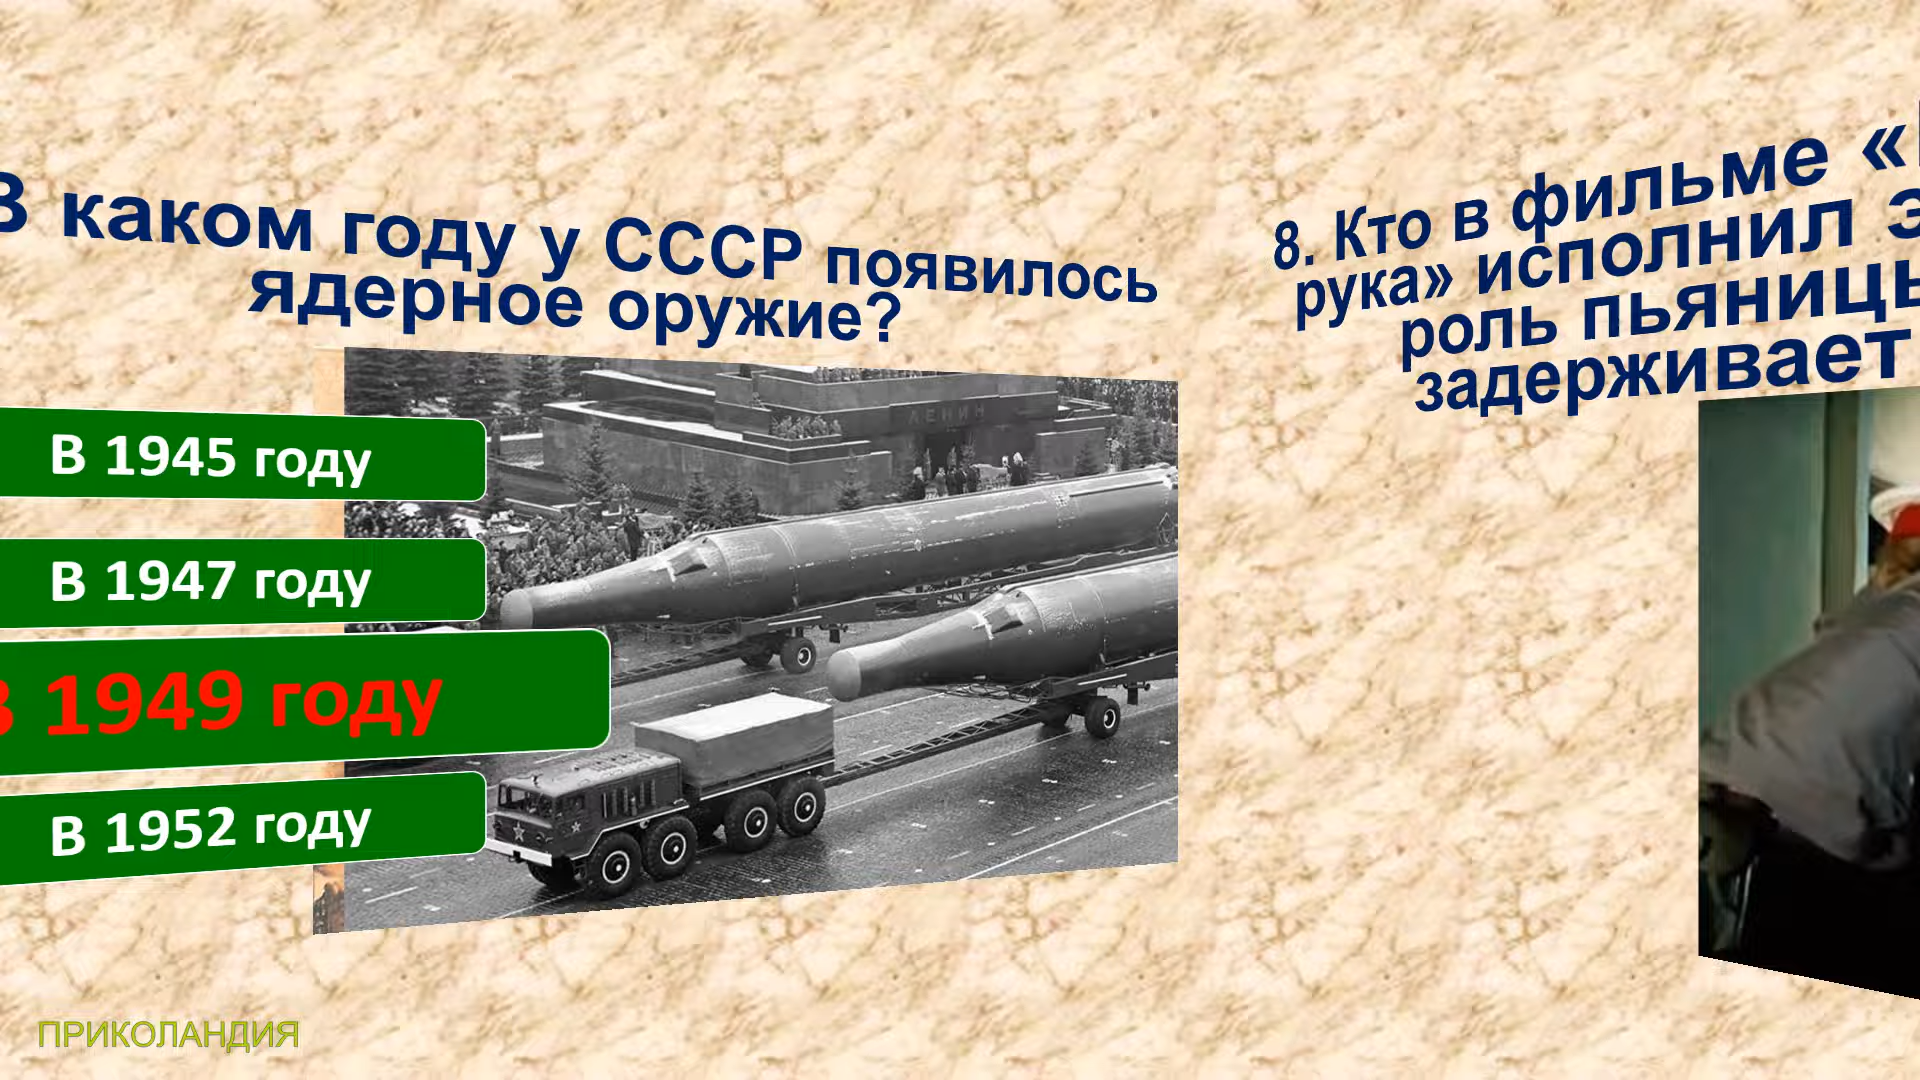 В каком году у СССР появилось
ядерное оружие?
В 1945 году
В 1947 году
В 1949 году
В 1952 году
8. Кто в фильме «
рука» исполнил
роль пьяницы
задерживает
ЛЕНИН
ПРИКОЛАНДИЯ